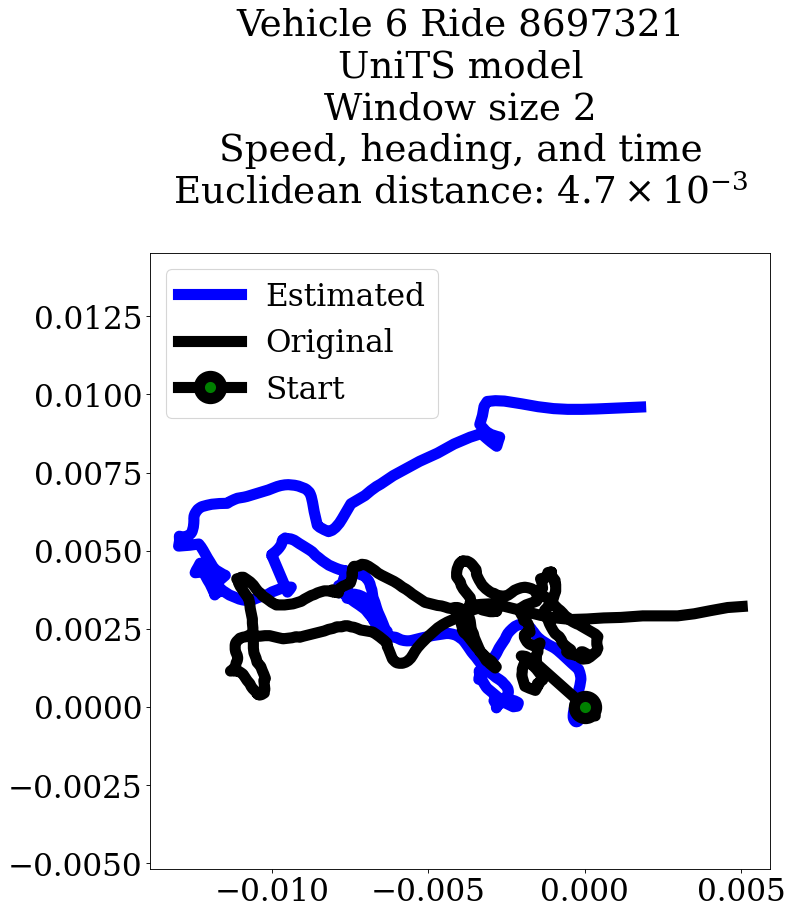 Vehicle 6 Ride 8697321
UniTS model
Window size 2
Speed, heading, and time
Euclidean distance: 4.7 × 10⁻³
Estimated
Original
Start
0.0125
0.0100
0.0075
0.0050
0.0025
0.0000
−0.0025
−0.0050
−0.010 −0.005 0.000 0.005